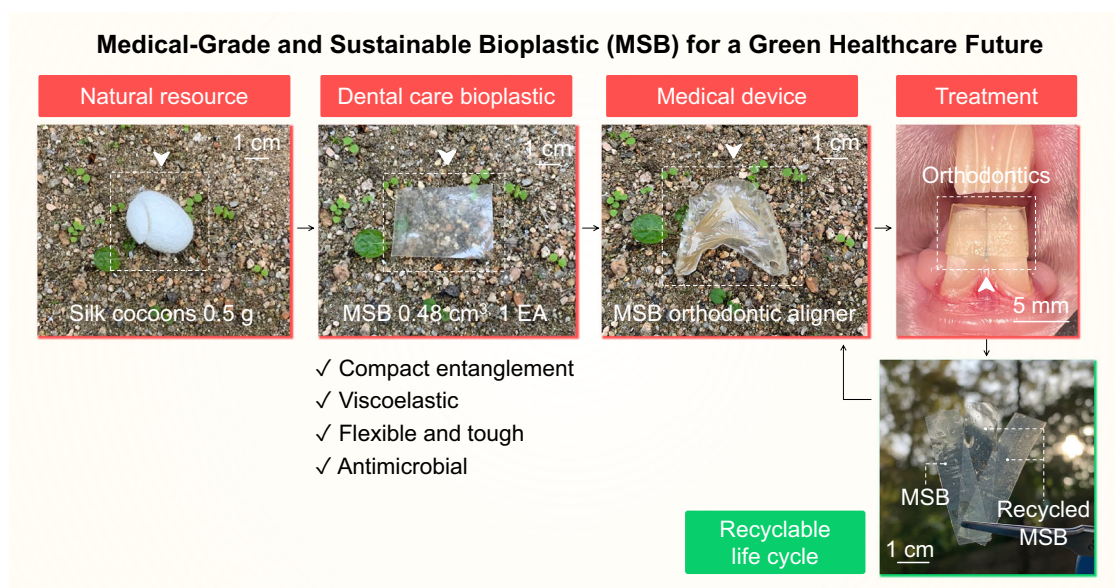 Medical-Grade and Sustainable Bioplastic (MSB) for a Green Healthcare Future
Natural resource
Dental care bioplastic
Medical device
Treatment
1 cm
Silk cocoons 0.5 g
1 cm
MSB 0.48 cm³ 1 EA
1 cm
MSB orthodontic aligner
Orthodontics
5 mm
✓ Compact entanglement
✓ Viscoelastic
✓ Flexible and tough
✓ Antimicrobial
Recyclable
life cycle
MSB
Recycled
MSB
1 cm